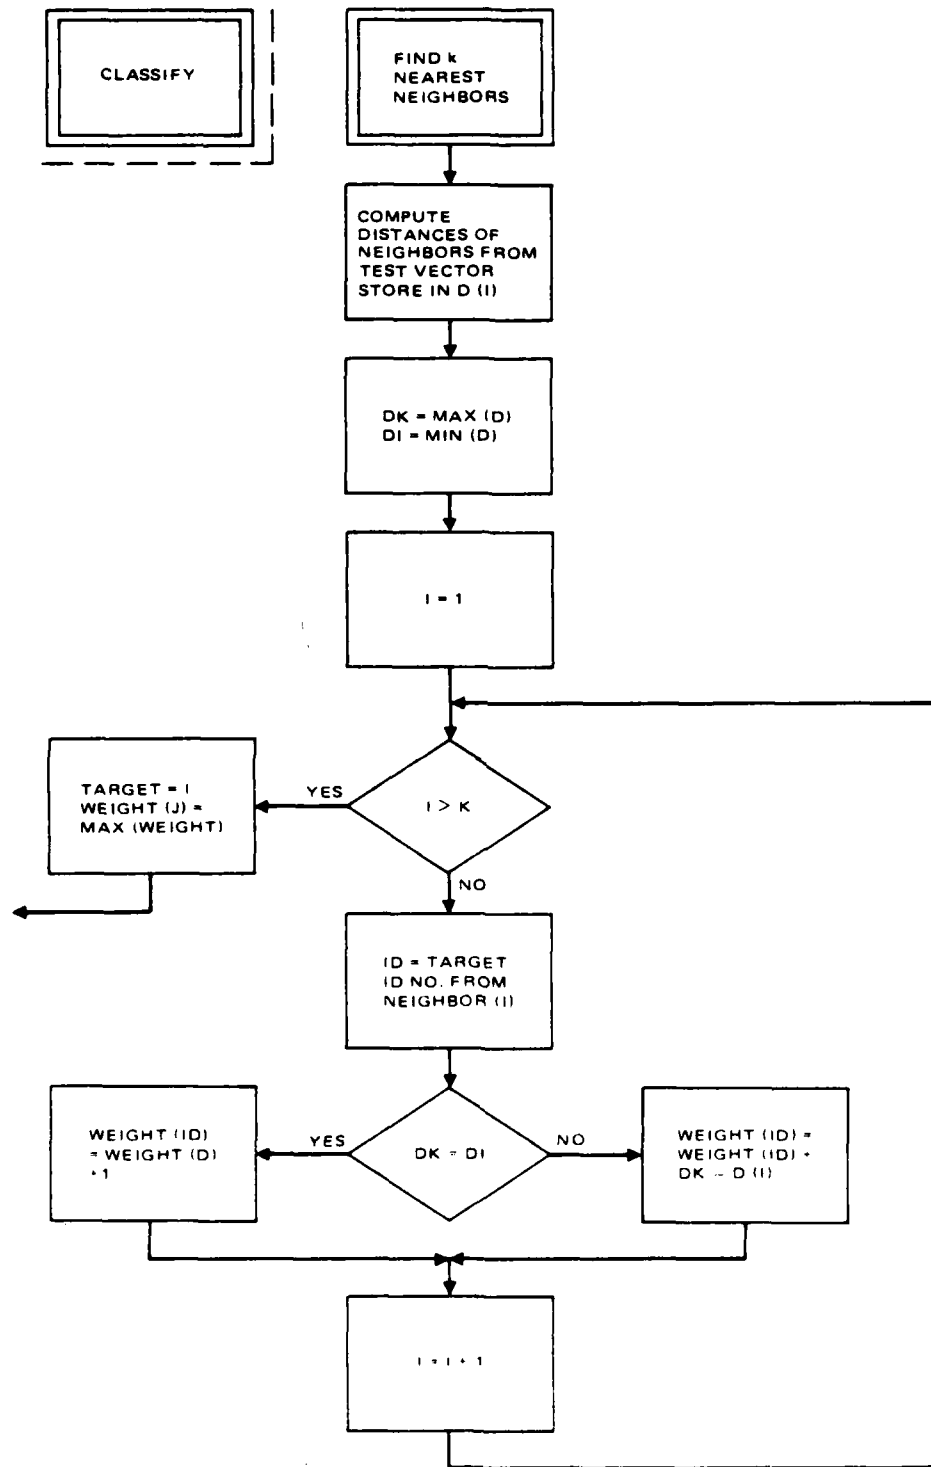 CLASSIFY
FIND k
NEAREST
NEIGHBORS
COMPUTE
DISTANCES OF
NEIGHBORS FROM
TEST VECTOR
STORE IN D (I)
DK = MAX (D)
DI = MIN (D)
I = 1
I > K
YES
NO
TARGET = I
WEIGHT (J) =
MAX (WEIGHT)
ID = TARGET
ID NO. FROM
NEIGHBOR (I)
DK = DI
YES
NO
WEIGHT (ID)
= WEIGHT (D)
+1
WEIGHT (ID) =
WEIGHT (ID) +
DK - D (I)
I = I + 1